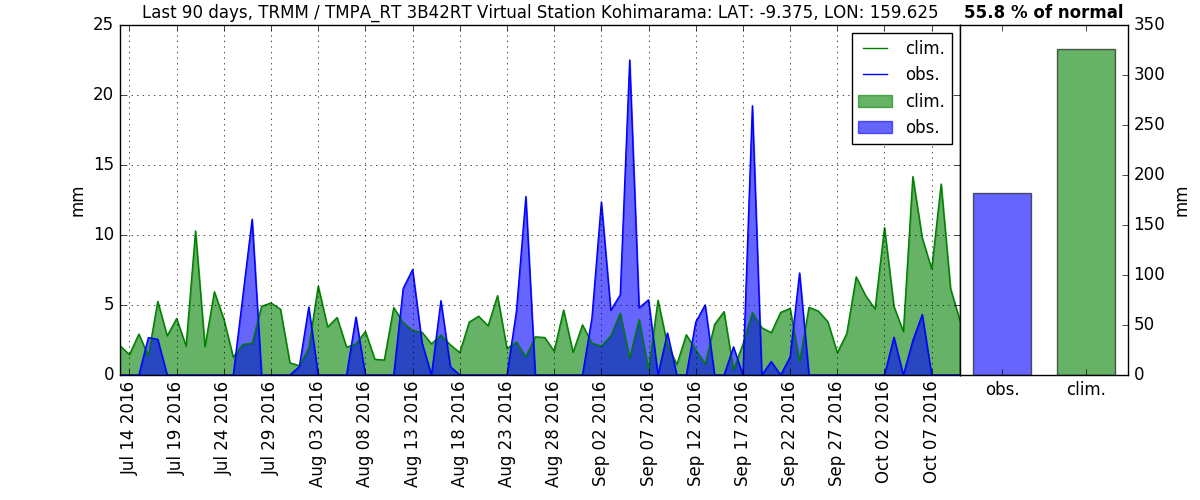 Last 90 days, TRMM / TMPA_RT 3B42RT Virtual Station Kohimarama: LAT: -9.375, LON: 159.625
55.8 % of normal
25
20
15
10
5
0
mm
clim.
obs.
clim.
obs.
Jul 14 2016
Jul 19 2016
Jul 24 2016
Jul 29 2016
Aug 03 2016
Aug 08 2016
Aug 13 2016
Aug 18 2016
Aug 23 2016
Aug 28 2016
Sep 02 2016
Sep 07 2016
Sep 12 2016
Sep 17 2016
Sep 22 2016
Sep 27 2016
Oct 02 2016
Oct 07 2016
350
300
250
200
150
100
50
0
mm
obs.
clim.